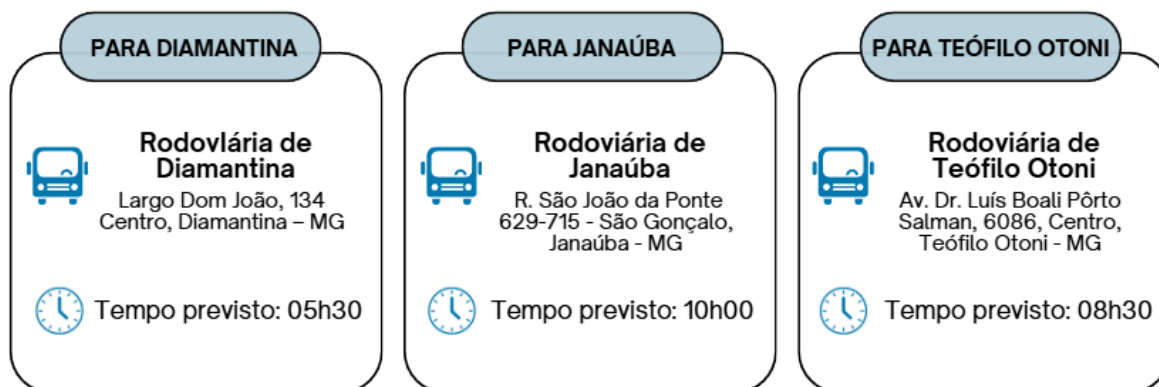 PARA DIAMANTINA
Rodovlária de
Diamantina
Largo Dom João, 134
Centro, Diamantina – MG
Tempo previsto: 05h30
PARA JANAÚBA
Rodoviária de
Janaúba
R. São João da Ponte
629-715 - São Gonçalo,
Janaúba - MG
Tempo previsto: 10h00
PARA TEÓFILO OTONI
Rodoviária de
Teófilo Otoni
Av. Dr. Luís Boali Pôrto
Salman, 6086, Centro,
Teófilo Otoni - MG
Tempo previsto: 08h30